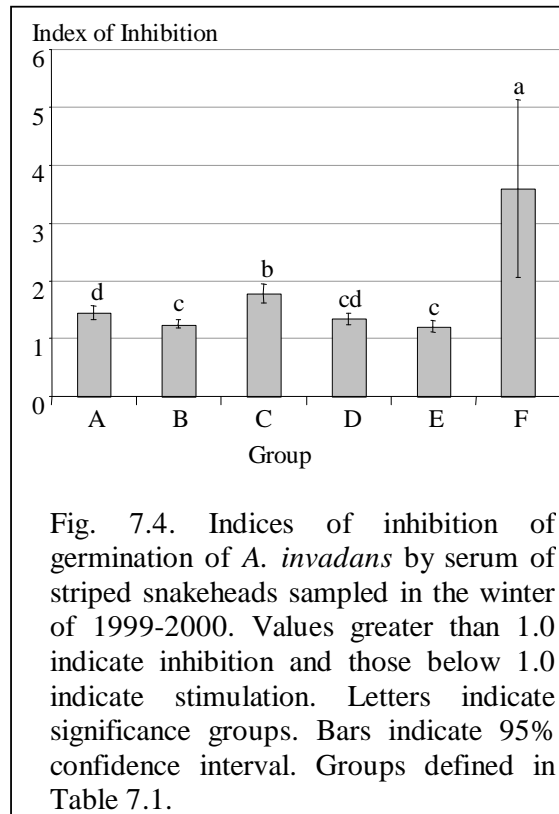 Index of Inhibition
6
5
4
3
2
1
0
a
b
d
c
cd
c
A B C D E F
Group
Fig. 7.4. Indices of inhibition of
germination of A. invadans by serum of
striped snakeheads sampled in the winter
of 1999-2000. Values greater than 1.0
indicate inhibition and those below 1.0
indicate stimulation. Letters indicate
significance groups. Bars indicate 95%
confidence interval. Groups defined in
Table 7.1.